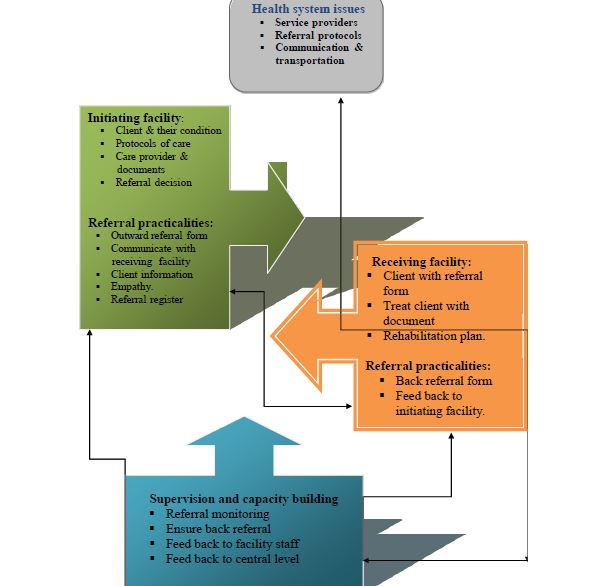 Health system issues
▪ Service providers
▪ Referral protocols
▪ Communication &
transportation
Initiating facility:
▪ Client & their condition
▪ Protocols of care
▪ Care provider &
documents
▪ Referral decision
Referral practicalities:
▪ Outward referral form
▪ Communicate with
receiving facility
▪ Client information
▪ Empathy.
▪ Referral register
Receiving facility:
▪ Client with referral
form
▪ Treat client with
document
▪ Rehabilitation plan.
Referral practicalities:
▪ Back referral form
▪ Feed back to
initiating facility.
Supervision and capacity building
▪ Referral monitoring
▪ Ensure back referral
▪ Feed back to facility staff
▪ Feed back to central level